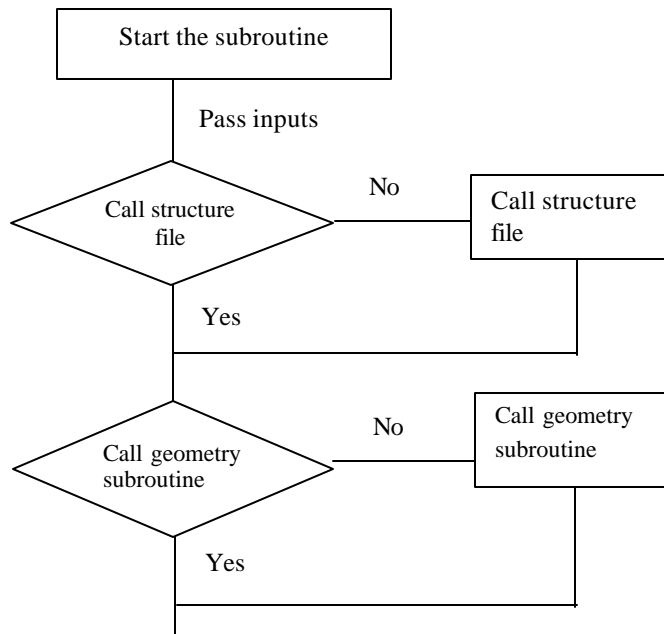 Start the subroutine
Pass inputs
Call structure
file
No
Call structure
file
Yes
Call geometry
subroutine
No
Call geometry
subroutine
Yes